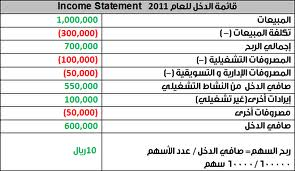 Income Statement 2011 قائمة الدخل للعام
1,000,000 المبيعات
(300,000) تكلفة المبيعات (–)
700,000 إجمالي الربح
(100,000) المصروفات التشغيلية (–)
(50,000) المصروفات الإدارية و التسويقية (–)
550,000 صافي الدخل من النشاط التشغيلي
100,000 إيرادات أخرى(غير تشغيلي)
(50,000) مصروفات أخرى
600,000 صافي الدخل
10ريال ربح السهم= صافي الدخل / عدد الأسهم
٦٠٠٠٠٠ / ٦٠٠٠٠ سهم